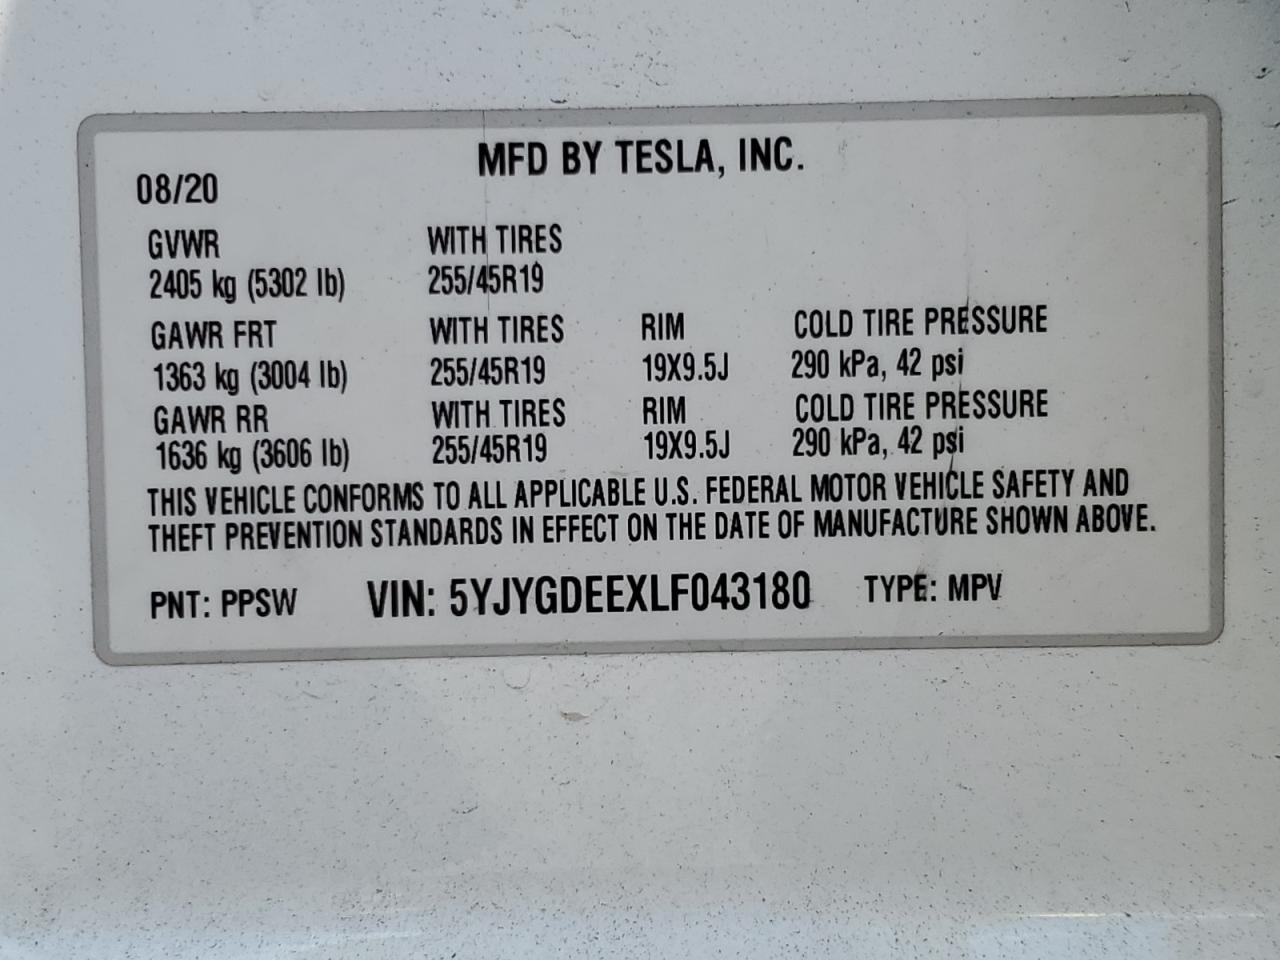 MFD BY TESLA, INC.
08/20
GVWR WITH TIRES
2405 kg (5302 lb) 255/45R19
GAWR FRT WITH TIRES RIM COLD TIRE PRESSURE
1363 kg (3004 lb) 255/45R19 19X9.5J 290 kPa, 42 psi
GAWR RR WITH TIRES RIM COLD TIRE PRESSURE
1636 kg (3606 lb) 255/45R19 19X9.5J 290 kPa, 42 psi
THIS VEHICLE CONFORMS TO ALL APPLICABLE U.S. FEDERAL MOTOR VEHICLE SAFETY AND
THEFT PREVENTION STANDARDS IN EFFECT ON THE DATE OF MANUFACTURE SHOWN ABOVE.
PNT: PPSW VIN: 5YJYGDEEXLF043180 TYPE: MPV